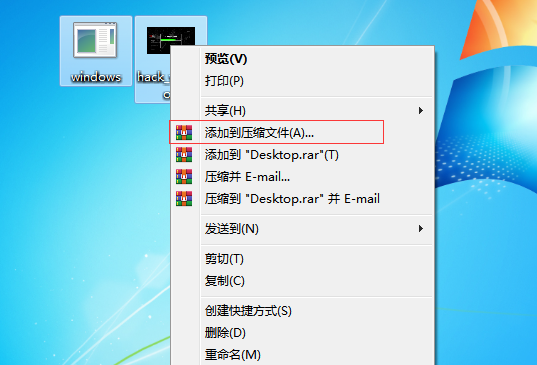 windows
hack_
o
预览(V)
打印(P)
共享(H)
添加到压缩文件(A)...
添加到 "Desktop.rar"(T)
压缩并 E-mail...
压缩到 "Desktop.rar" 并 E-mail
发送到(N)
剪切(T)
复制(C)
创建快捷方式(S)
删除(D)
重命名(M)